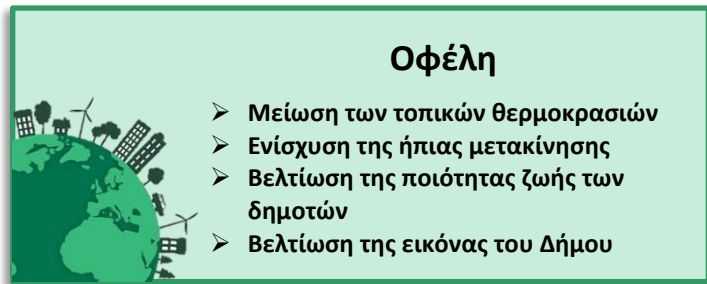 Οφέλη
➢ Μείωση των τοπικών θερμοκρασιών
➢ Ενίσχυση της ήπιας μετακίνησης
➢ Βελτίωση της ποιότητας ζωής των
δημοτών
➢ Βελτίωση της εικόνας του Δήμου